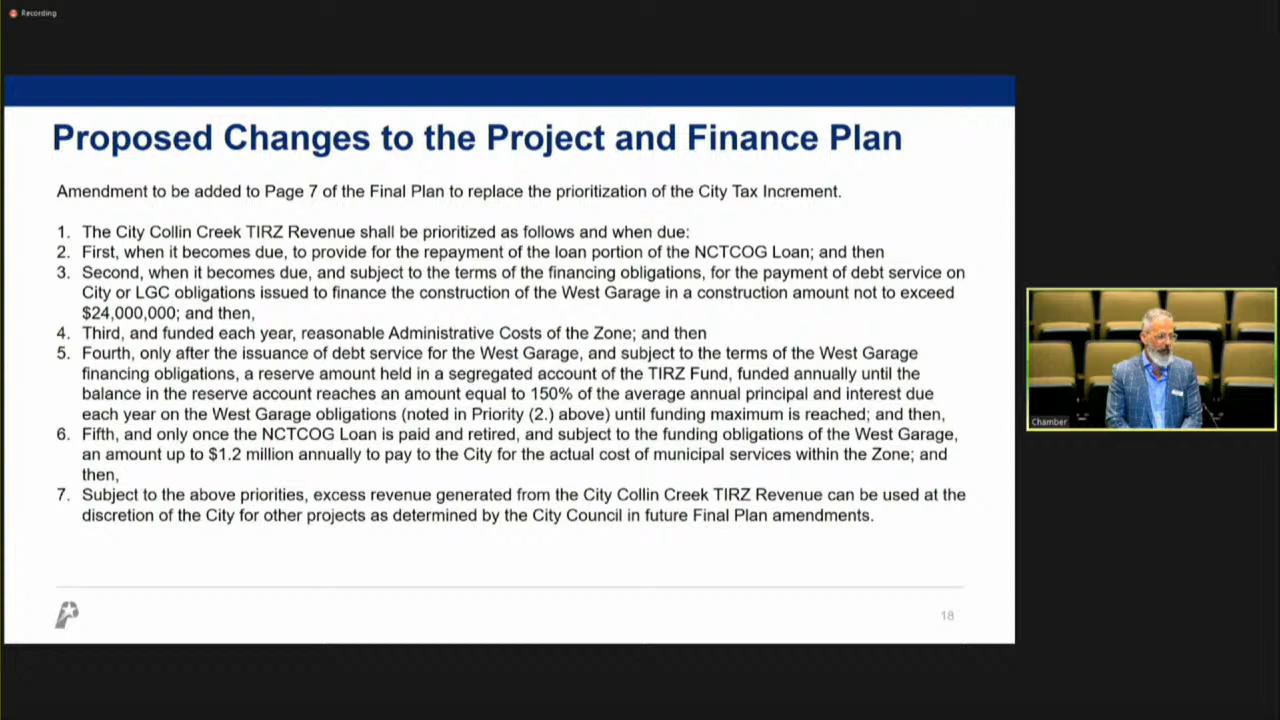 Recording
Proposed Changes to the Project and Finance Plan
Amendment to be added to Page 7 of the Final Plan to replace the prioritization of the City Tax Increment.
1. The City Collin Creek TIRZ Revenue shall be prioritized as follows and when due:
2. First, when it becomes due, to provide for the repayment of the loan portion of the NCTCOG Loan; and then
3. Second, when it becomes due, and subject to the terms of the financing obligations, for the payment of debt service on
City or LGC obligations issued to finance the construction of the West Garage in a construction amount not to exceed
$24,000,000; and then,
4. Third, and funded each year, reasonable Administrative Costs of the Zone; and then
5. Fourth, only after the issuance of debt service for the West Garage, and subject to the terms of the West Garage
financing obligations, a reserve amount held in a segregated account of the TIRZ Fund, funded annually until the
balance in the reserve account reaches an amount equal to 150% of the average annual principal and interest due
each year on the West Garage obligations (noted in Priority (2.) above) until funding maximum is reached; and then,
6. Fifth, and only once the NCTCOG Loan is paid and retired, and subject to the funding obligations of the West Garage,
an amount up to $1.2 million annually to pay to the City for the actual cost of municipal services within the Zone; and
then,
7. Subject to the above priorities, excess revenue generated from the City Collin Creek TIRZ Revenue can be used at the
discretion of the City for other projects as determined by the City Council in future Final Plan amendments.
18
Chamber